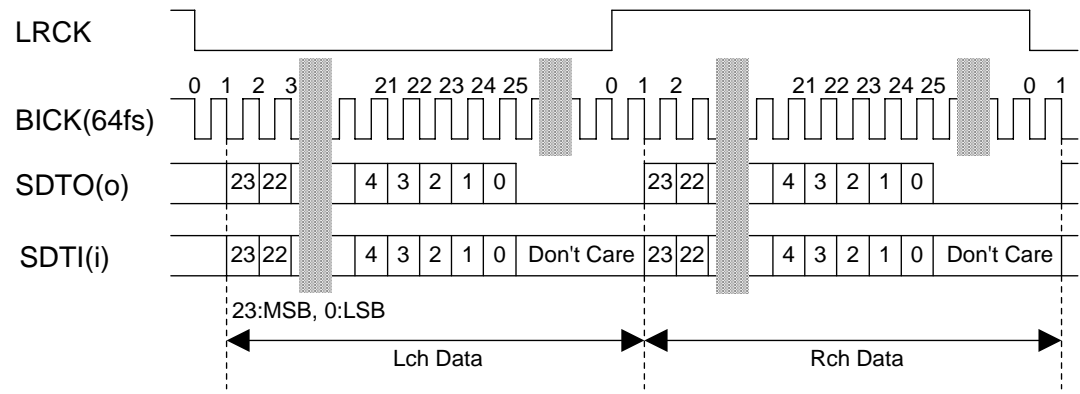 LRCK
0 1 2 3 21 22 23 24 25 0 1 2 21 22 23 24 25 0 1
BICK(64fs)
SDTO(o) 23 22 4 3 2 1 0 23 22 4 3 2 1 0
SDTI(i) 23 22 4 3 2 1 0 Don't Care 23 22 4 3 2 1 0 Don't Care
23:MSB, 0:LSB
Lch Data Rch Data